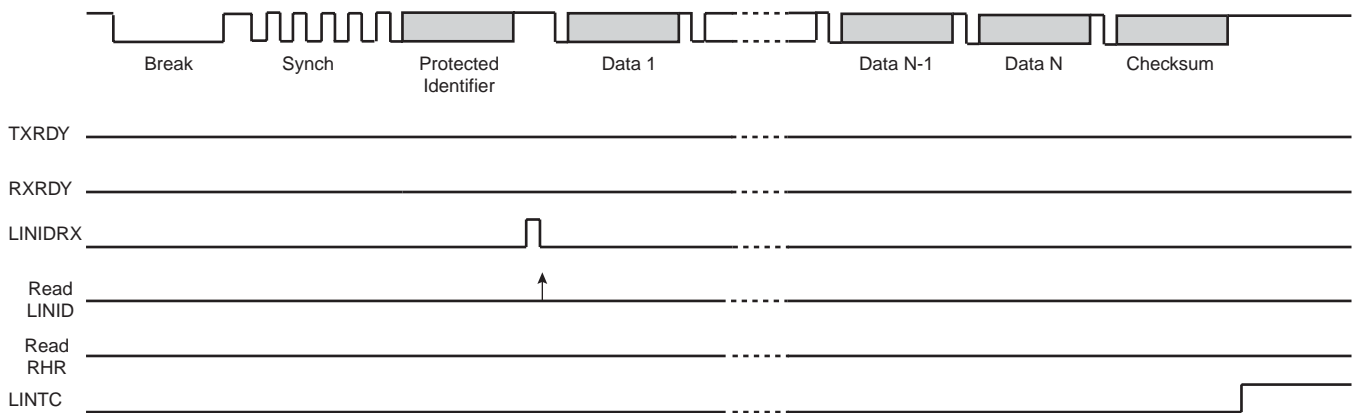 Break Synch Protected Data 1 Data N-1 Data N Checksum
Identifier
TXRDY
RXRDY
LINIDRX
Read
LINID
Read
RHR
LINTC